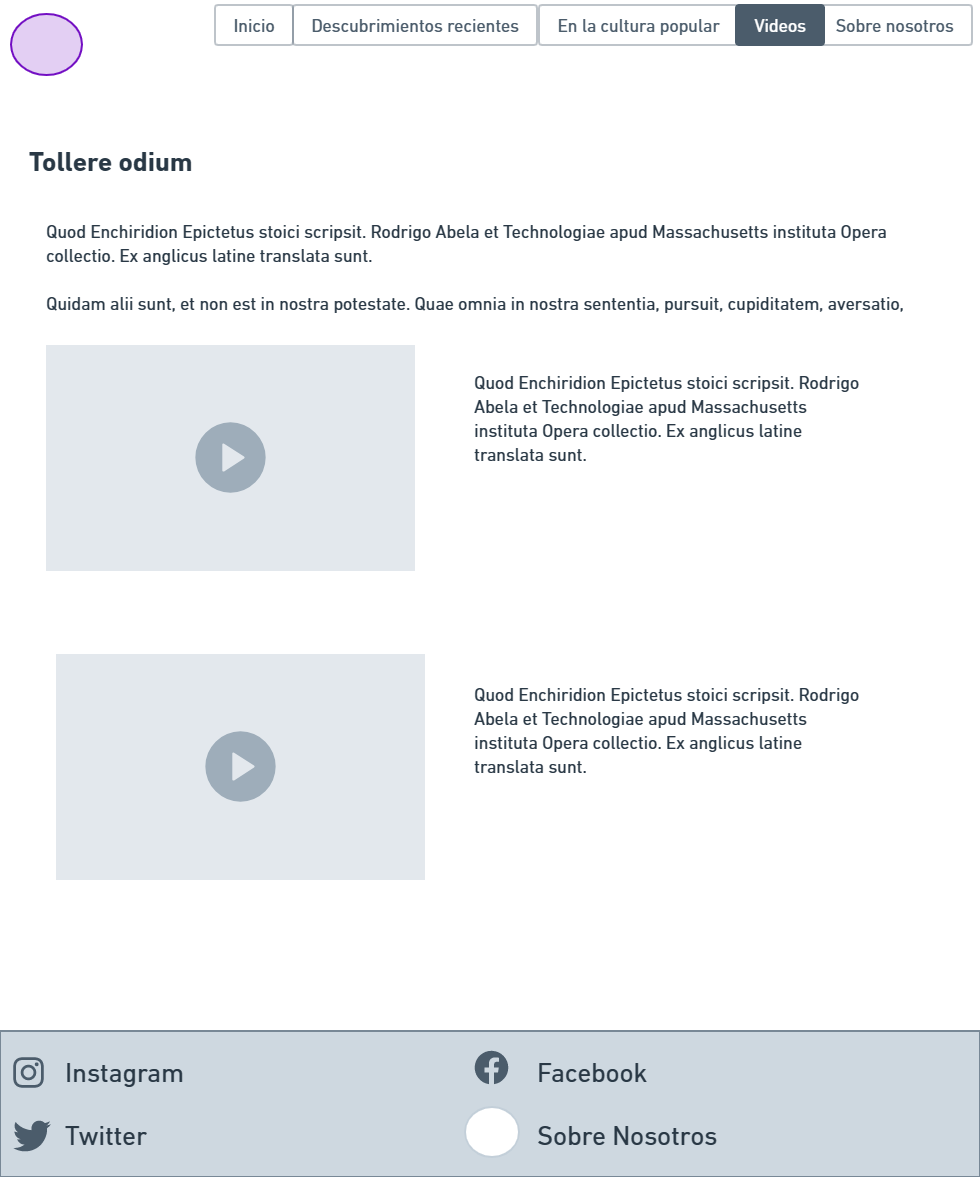 Inicio
Descubrimientos recientes
En la cultura popular
Videos
Sobre nosotros
Tollere odium
Quod Enchiridion Epictetus stoici scripsit. Rodrigo Abela et Technologiae apud Massachusetts instituta Opera
collectio. Ex anglicus latine translata sunt.
Quidam alii sunt, et non est in nostra potestate. Quae omnia in nostra sententia, pursuit, cupiditatem, aversatio,
Quod Enchiridion Epictetus stoici scripsit. Rodrigo
Abela et Technologiae apud Massachusetts
instituta Opera collectio. Ex anglicus latine
translata sunt.
Quod Enchiridion Epictetus stoici scripsit. Rodrigo
Abela et Technologiae apud Massachusetts
instituta Opera collectio. Ex anglicus latine
translata sunt.
Instagram
Facebook
Twitter
Sobre Nosotros